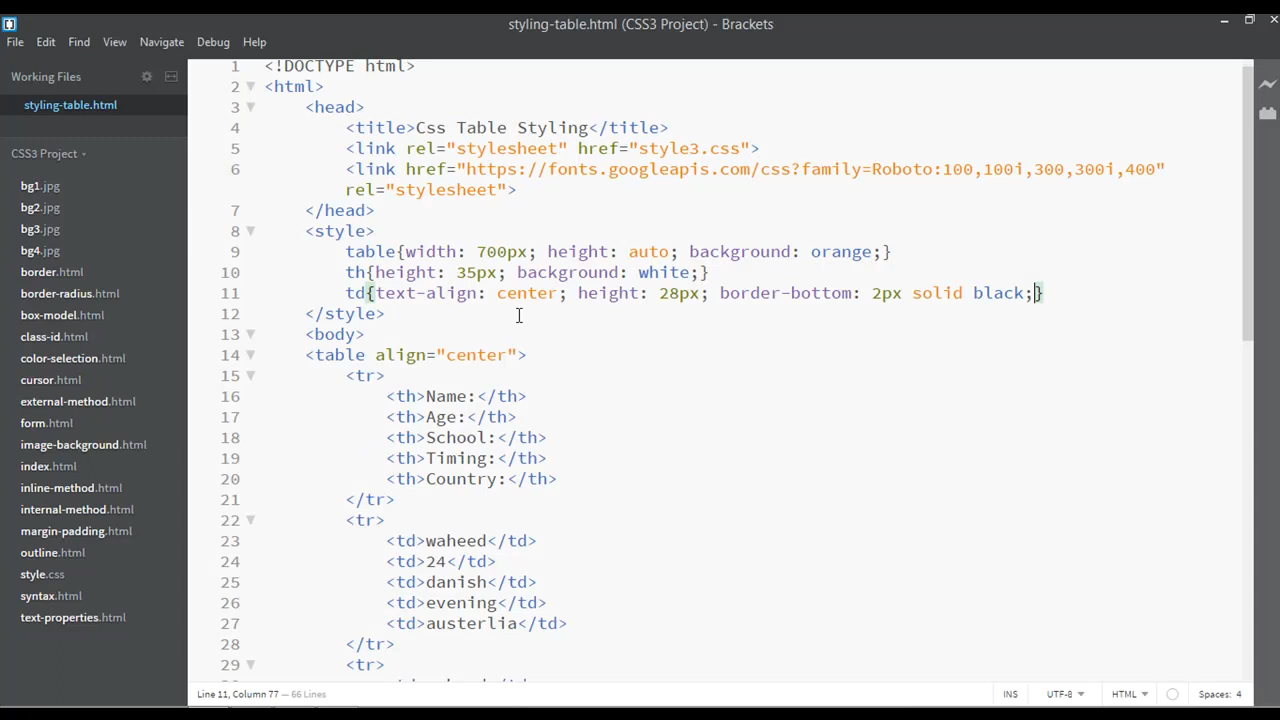 styling-table.html (CSS3 Project) - Brackets
File Edit Find View Navigate Debug Help
Working Files
styling-table.html
CSS3 Project
bg1.jpg
bg2.jpg
bg3.jpg
bg4.jpg
border.html
border-radius.html
box-model.html
class-id.html
color-selection.html
cursor.html
external-method.html
form.html
image-background.html
index.html
inline-method.html
internal-method.html
margin-padding.html
outline.html
style.css
syntax.html
text-properties.html
1 <!DOCTYPE html>
2 <html>
3 <head>
4 <title>Css Table Styling</title>
5 <link rel="stylesheet" href="style3.css">
6 <link href="https://fonts.googleapis.com/css?family=Roboto:100,100i,300,300i,400"
rel="stylesheet">
7 </head>
8 <style>
9 table{width: 700px; height: auto; background: orange;}
10 th{height: 35px; background: white;}
11 td{text-align: center; height: 28px; border-bottom: 2px solid black;}
12 </style>
13 <body>
14 <table align="center">
15 <tr>
16 <th>Name:</th>
17 <th>Age:</th>
18 <th>School:</th>
19 <th>Timing:</th>
20 <th>Country:</th>
21 </tr>
22 <tr>
23 <td>waheed</td>
24 <td>24</td>
25 <td>danish</td>
26 <td>evening</td>
27 <td>austerlia</td>
28 </tr>
29 <tr>
Line 11, Column 77 — 66 Lines
INS UTF-8 HTML Spaces: 4